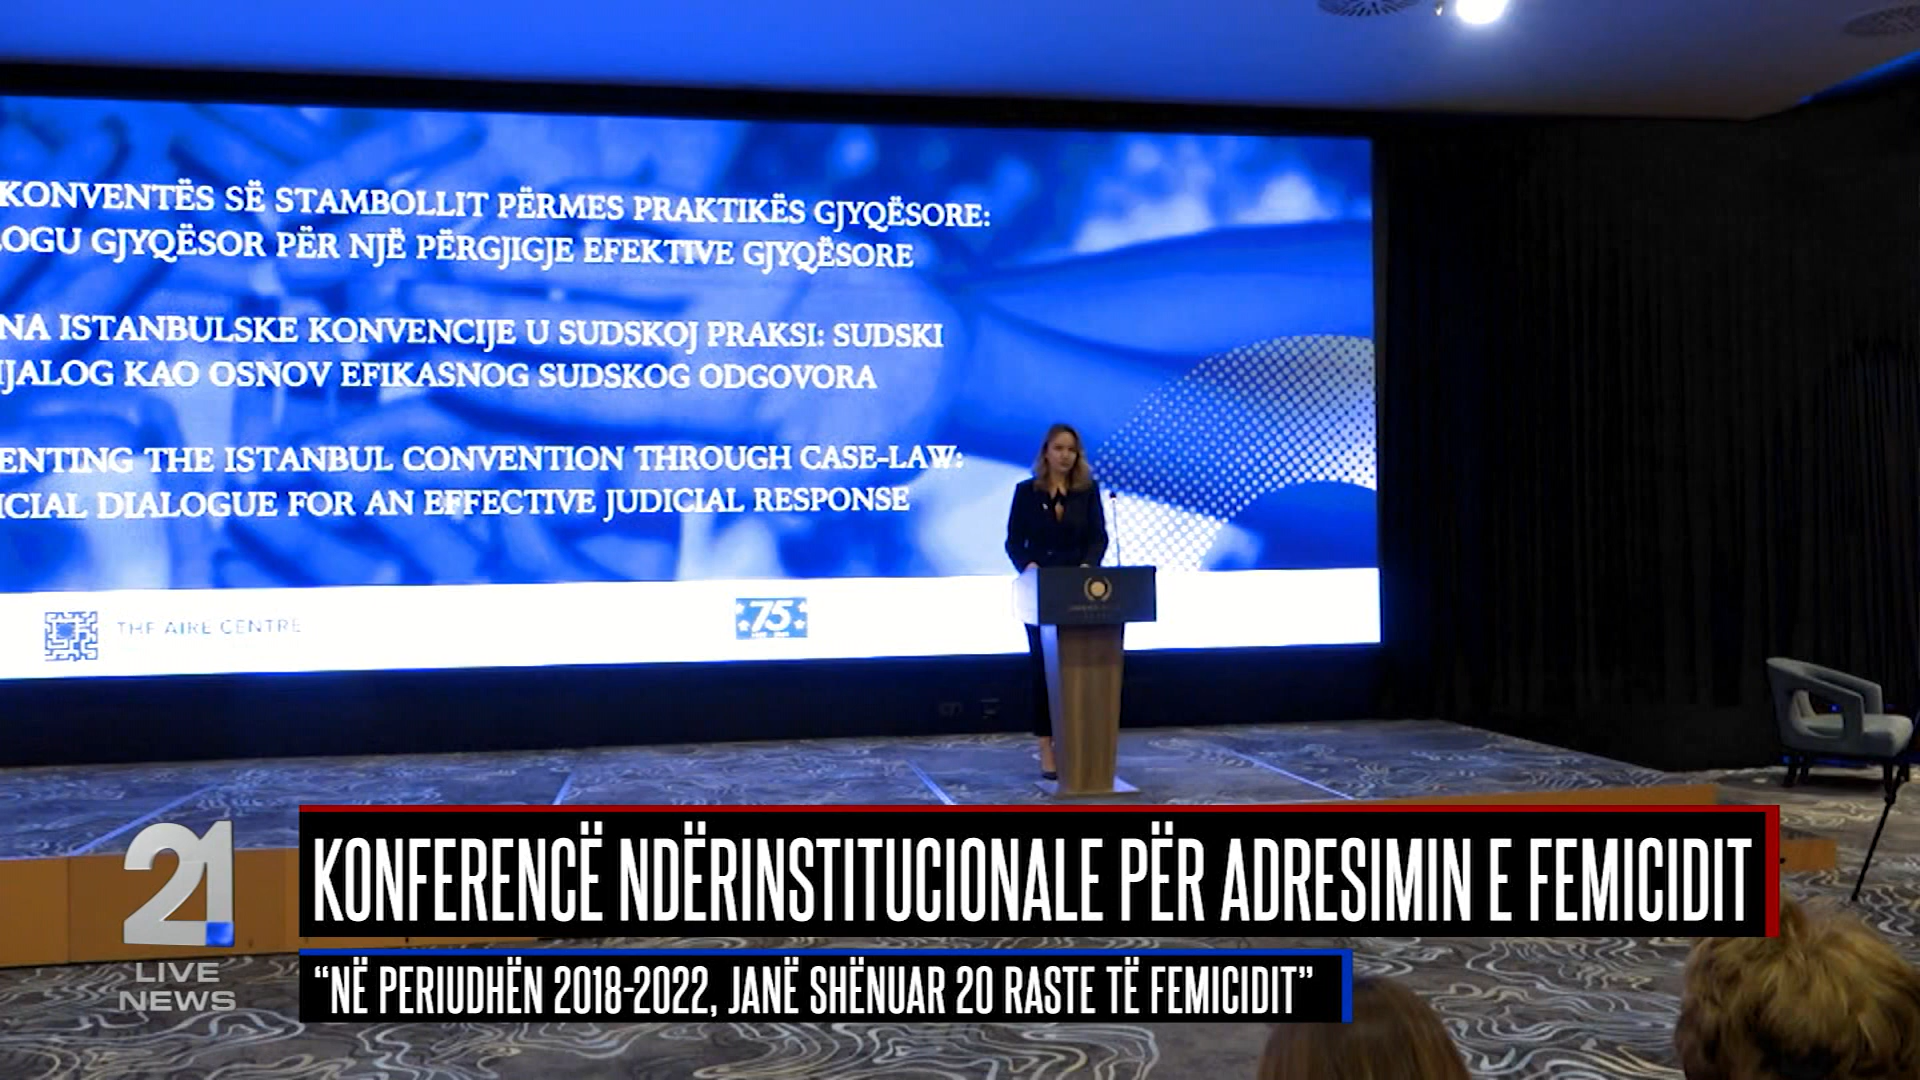 KONVENTËS SË STAMBOLLIT PËRMES PRAKTIKËS GJYQËSORE:
OGU GJYQËSOR PËR NJË PËRGJIGJE EFEKTIVE GJYQËSORE
NA ISTANBULSKE KONVENCIJE U SUDSKOJ PRAKSI: SUDSKI
IJALOG KAO OSNOV EFIKASNOG SUDSKOG ODGOVORA
ENTING THE ISTANBUL CONVENTION THROUGH CASE-LAW:
ICIAL DIALOGUE FOR AN EFFECTIVE JUDICIAL RESPONSE
THE AIRE CENTRE
75
21
LIVE
NEWS
KONFERENCË NDËRINSTITUCIONALE PËR ADRESIMIN E FEMICIDIT
“NË PERIUDHËN 2018-2022, JANË SHËNUAR 20 RASTE TË FEMICIDIT”